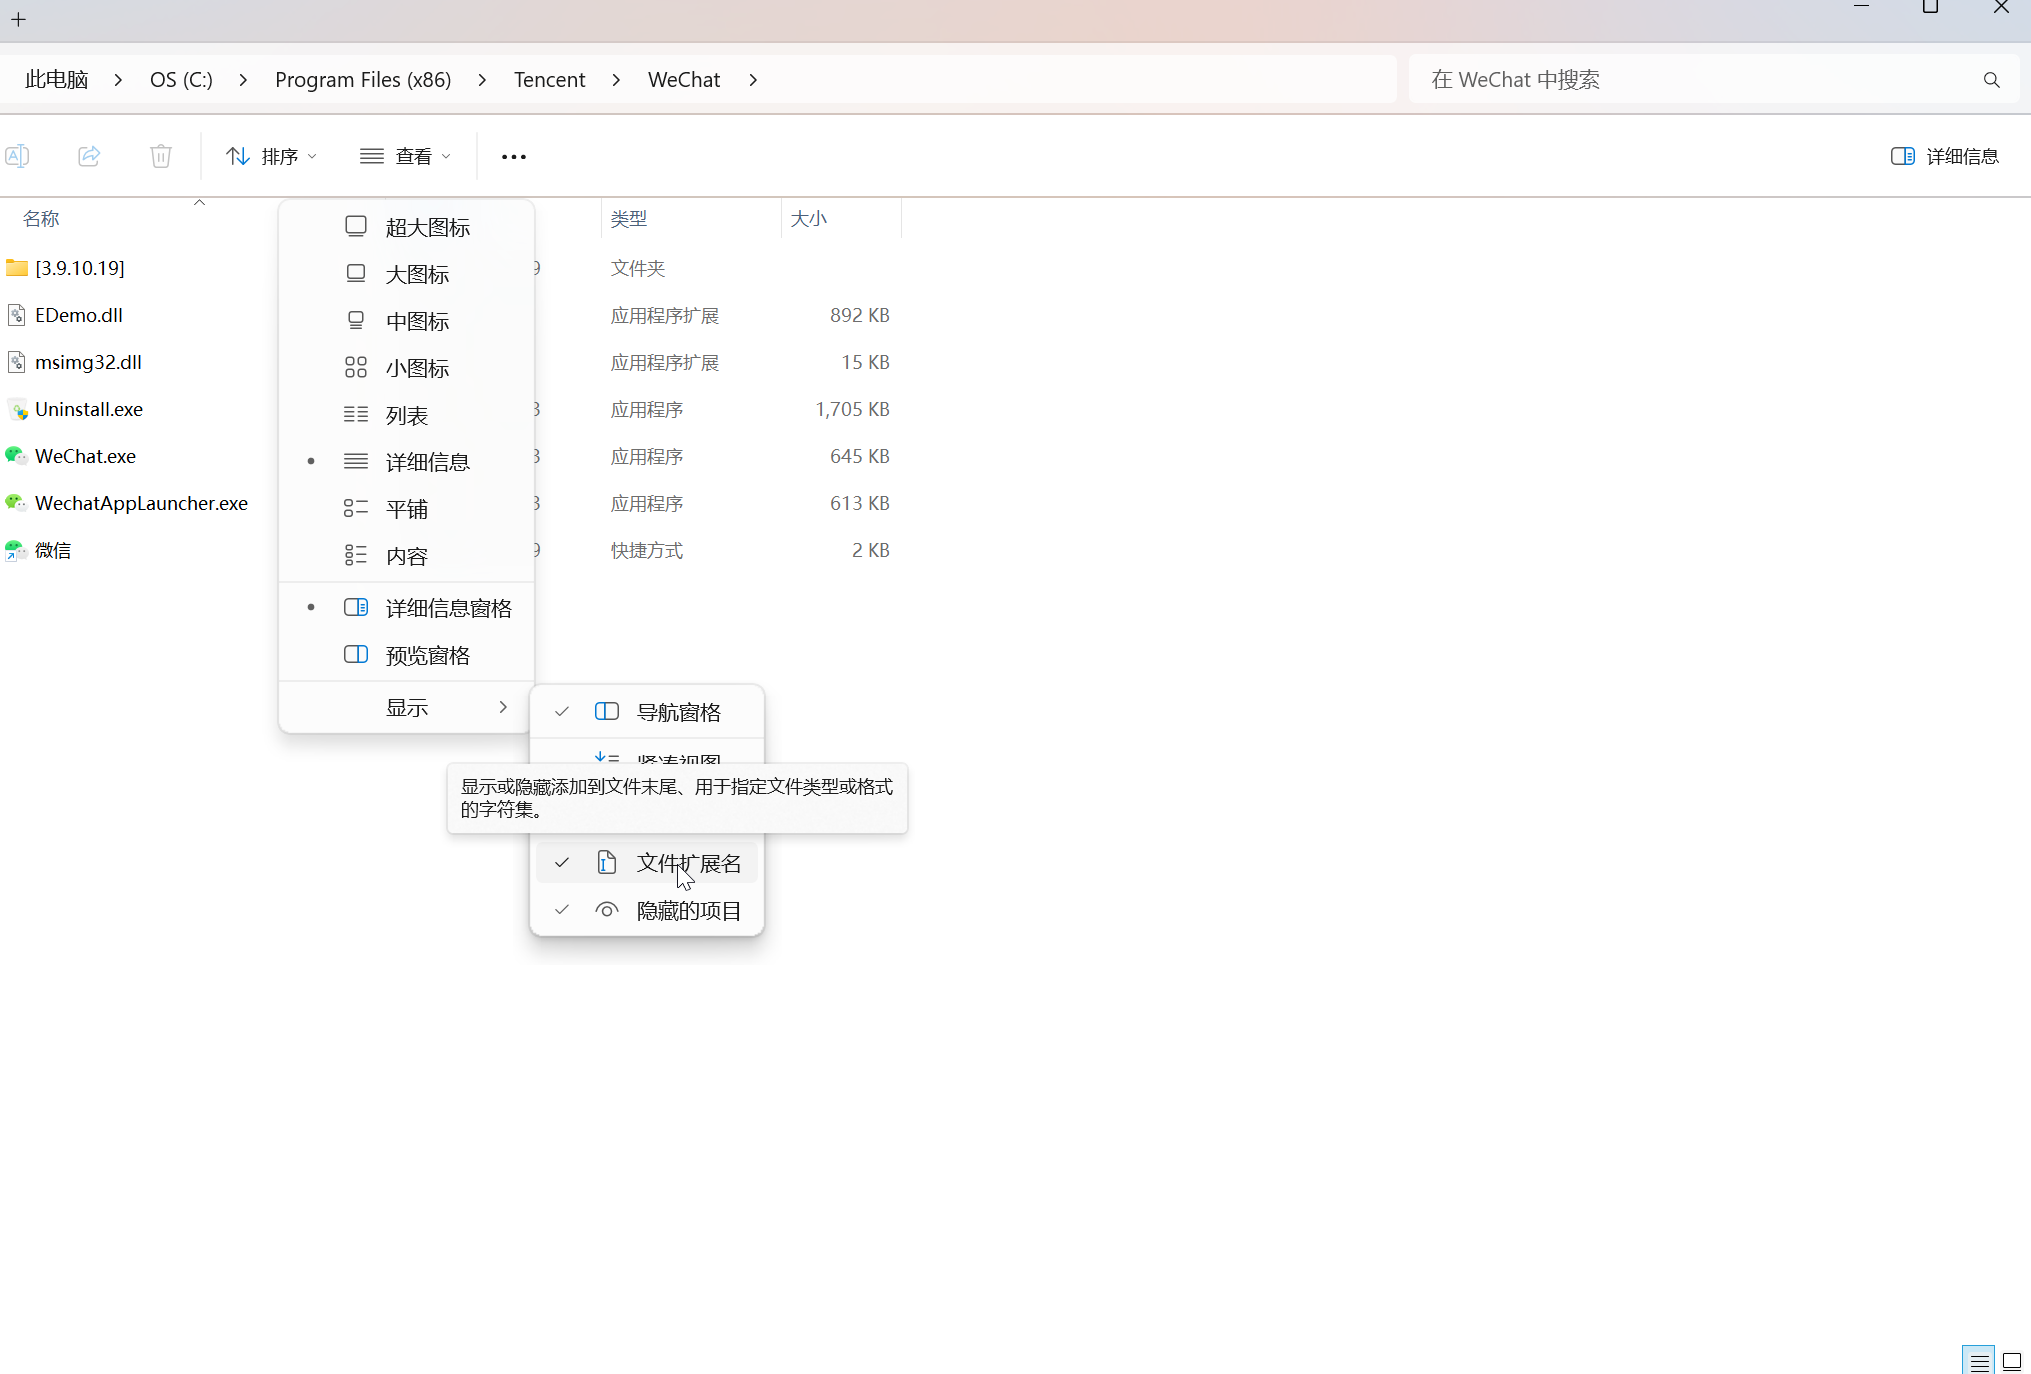 此电脑 > OS (C:) > Program Files (x86) > Tencent > WeChat >
在 WeChat 中搜索
排序
查看
详细信息
名称
类型
大小
[3.9.10.19]
文件夹
EDemo.dll
应用程序扩展
892 KB
msimg32.dll
应用程序扩展
15 KB
Uninstall.exe
应用程序
1,705 KB
WeChat.exe
应用程序
645 KB
WechatAppLauncher.exe
应用程序
613 KB
微信
快捷方式
2 KB
超大图标
大图标
中图标
小图标
列表
详细信息
平铺
内容
详细信息窗格
预览窗格
显示
导航窗格
显示或隐藏添加到文件末尾、用于指定文件类型或格式
的字符集。
文件扩展名
隐藏的项目